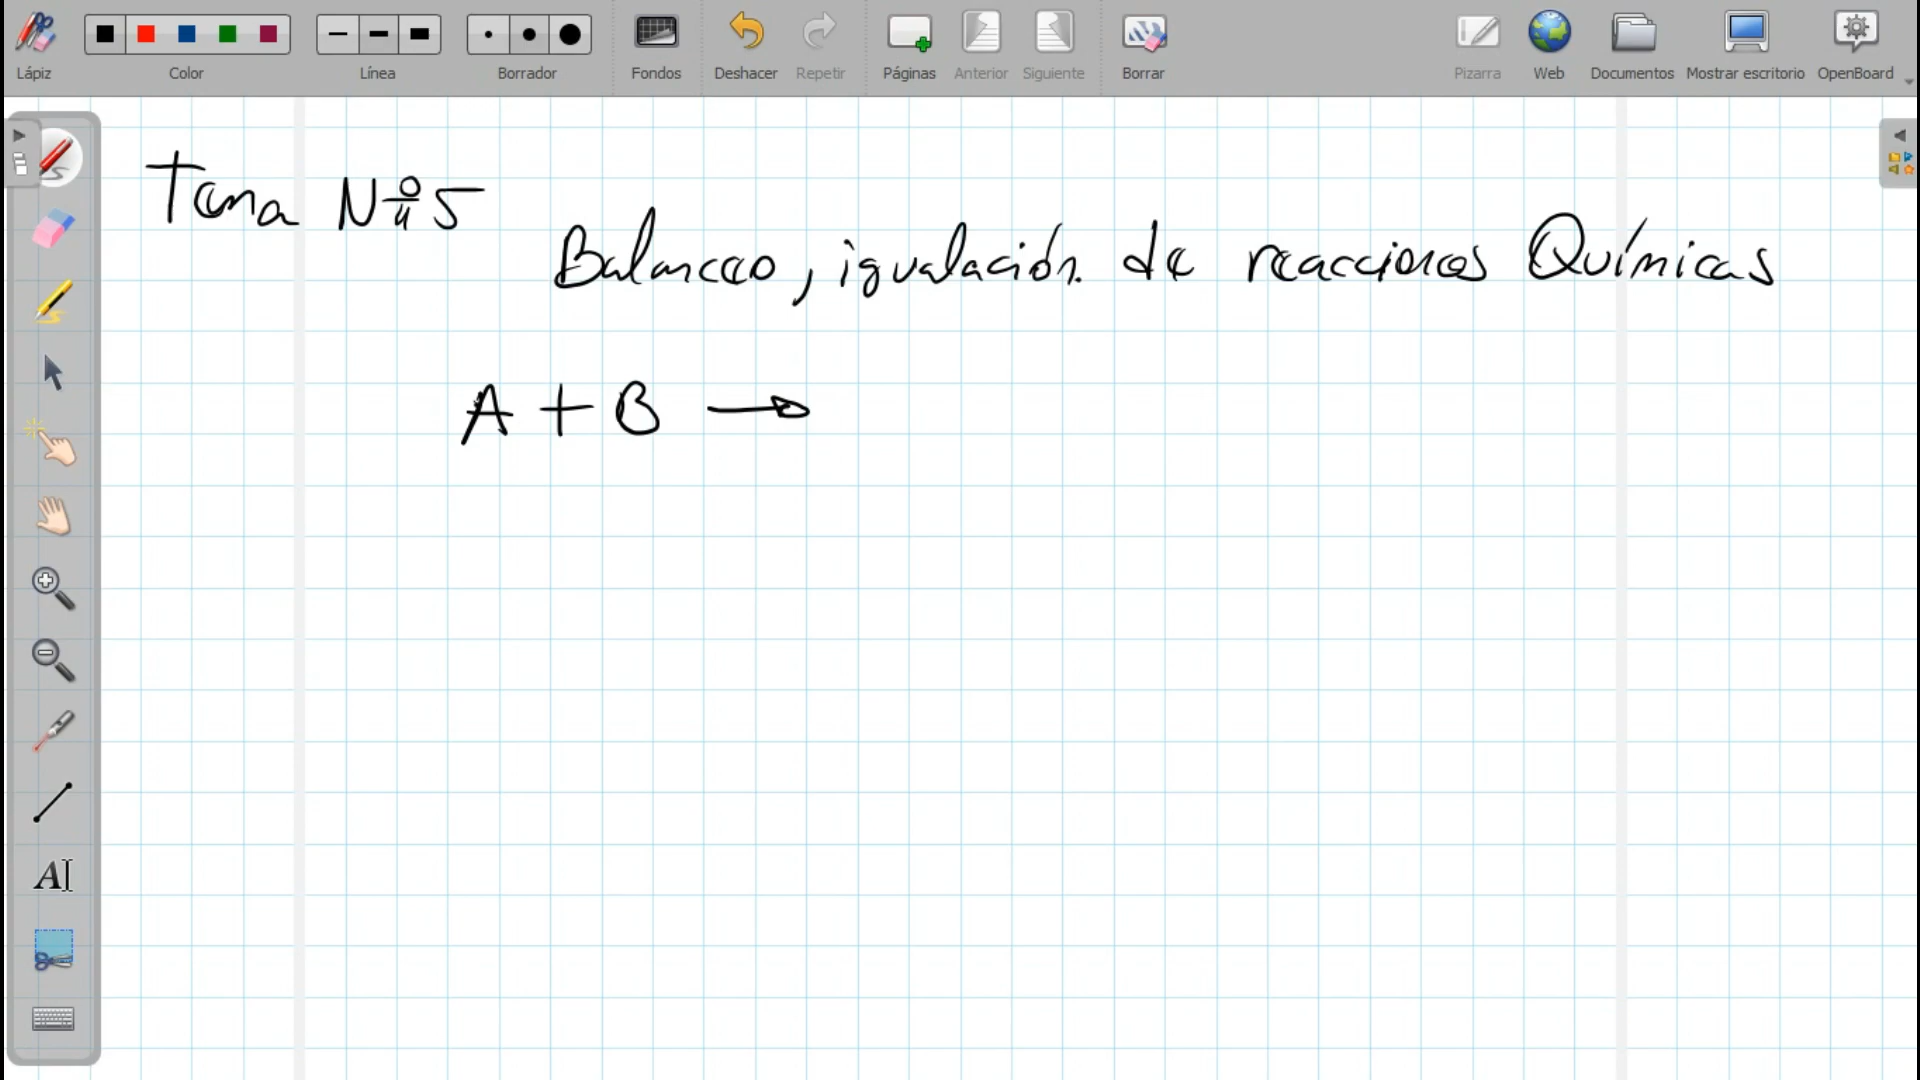 Lápiz Color Línea Borrador Fondos Deshacer Repetir Páginas Anterior Siguiente Borrar Pizarra Web Documentos Mostrar escritorio OpenBoard
Tema Nº 5
Balanceo, igualación de reacciones Químicas
A + B →